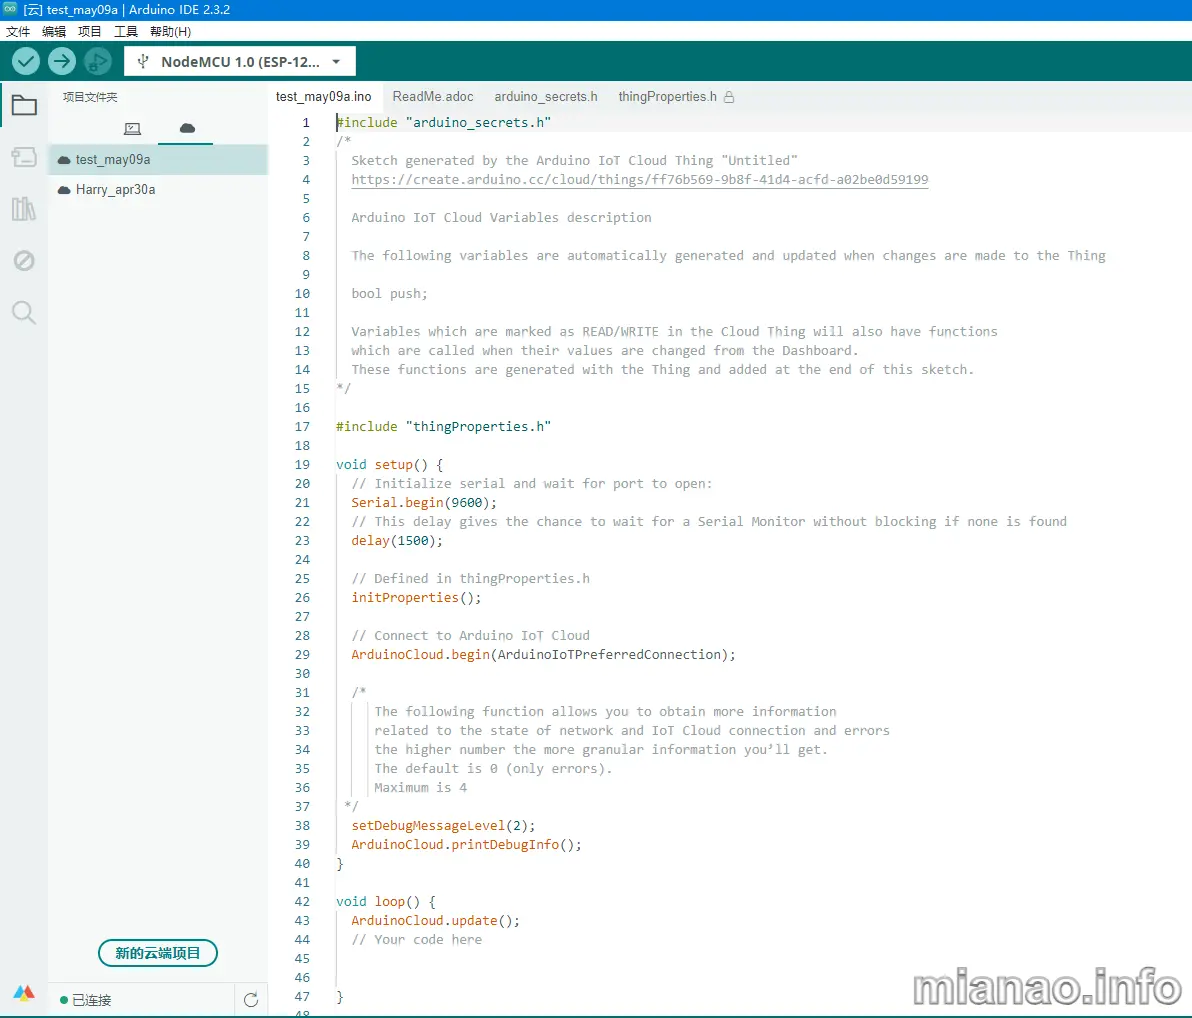 [云] test_may09a | Arduino IDE 2.3.2
文件 编辑 项目 工具 帮助(H)
NodeMCU 1.0 (ESP-12...
项目文件夹
test_may09a
Harry_apr30a
新的云端项目
已连接
test_may09a.ino ReadMe.adoc arduino_secrets.h thingProperties.h
1 #include "arduino_secrets.h"
2 /*
3 Sketch generated by the Arduino IoT Cloud Thing "Untitled"
4 https://create.arduino.cc/cloud/things/ff76b569-9b8f-41d4-acfd-a02be0d59199
5
6 Arduino IoT Cloud Variables description
7
8 The following variables are automatically generated and updated when changes are made to the Thing
9
10 bool push;
11
12 Variables which are marked as READ/WRITE in the Cloud Thing will also have functions
13 which are called when their values are changed from the Dashboard.
14 These functions are generated with the Thing and added at the end of this sketch.
15 */
16
17 #include "thingProperties.h"
18
19 void setup() {
20 // Initialize serial and wait for port to open:
21 Serial.begin(9600);
22 // This delay gives the chance to wait for a Serial Monitor without blocking if none is found
23 delay(1500);
24
25 // Defined in thingProperties.h
26 initProperties();
27
28 // Connect to Arduino IoT Cloud
29 ArduinoCloud.begin(ArduinoIoTPreferredConnection);
30
31 /*
32 The following function allows you to obtain more information
33 related to the state of network and IoT Cloud connection and errors
34 the higher number the more granular information you’ll get.
35 The default is 0 (only errors).
36 Maximum is 4
37 */
38 setDebugMessageLevel(2);
39 ArduinoCloud.printDebugInfo();
40 }
41
42 void loop() {
43 ArduinoCloud.update();
44 // Your code here
45
46
47 }
48
mianao.info